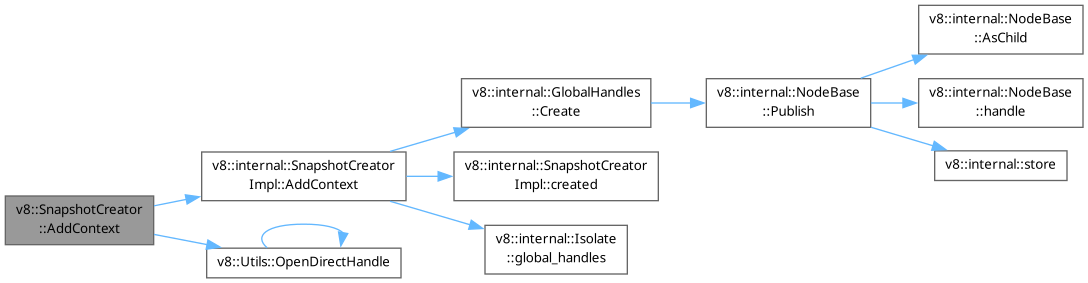 v8::SnapshotCreator
::AddContext
v8::internal::SnapshotCreator
Impl::AddContext
v8::Utils::OpenDirectHandle
v8::internal::GlobalHandles
::Create
v8::internal::SnapshotCreator
Impl::created
v8::internal::Isolate
::global_handles
v8::internal::NodeBase
::Publish
v8::internal::NodeBase
::AsChild
v8::internal::NodeBase
::handle
v8::internal::store